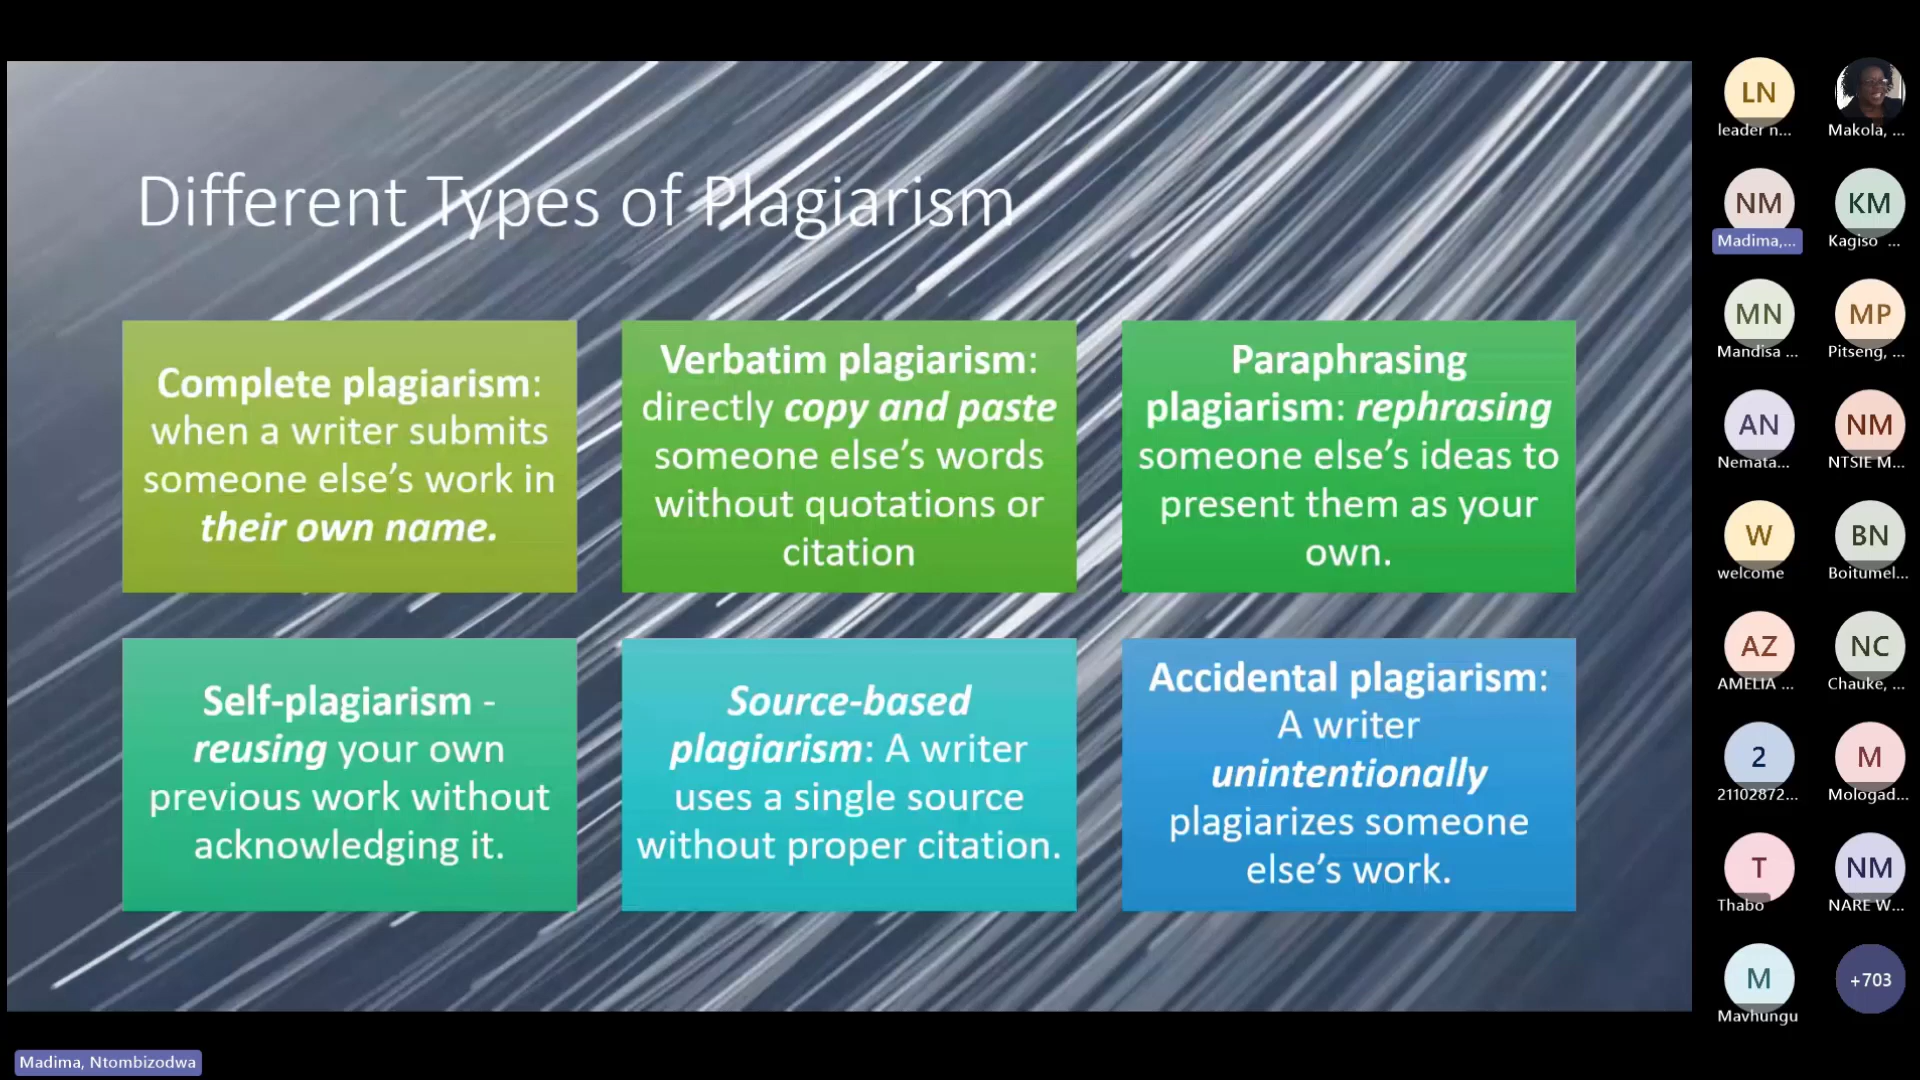 Different Types of Plagiarism
Complete plagiarism:
when a writer submits
someone else’s work in
their own name.
Verbatim plagiarism:
directly copy and paste
someone else’s words
without quotations or
citation
Paraphrasing
plagiarism: rephrasing
someone else’s ideas to
present them as your
own.
Self-plagiarism -
reusing your own
previous work without
acknowledging it.
Source-based
plagiarism: A writer
uses a single source
without proper citation.
Accidental plagiarism:
A writer
unintentionally
plagiarizes someone
else’s work.
LN
leader n...
Makola, ...
NM
Madima,...
KM
Kagiso ...
MN
Mandisa ...
MP
Pitseng, ...
AN
Nemata...
NM
NTSIE M...
W
welcome
BN
Boitumel...
AZ
AMELIA ...
NC
Chauke, ...
2
21102872...
M
Mologad...
T
Thabo
NM
NARE W...
M
Mavhungu
+703
Madima, Ntombizodwa